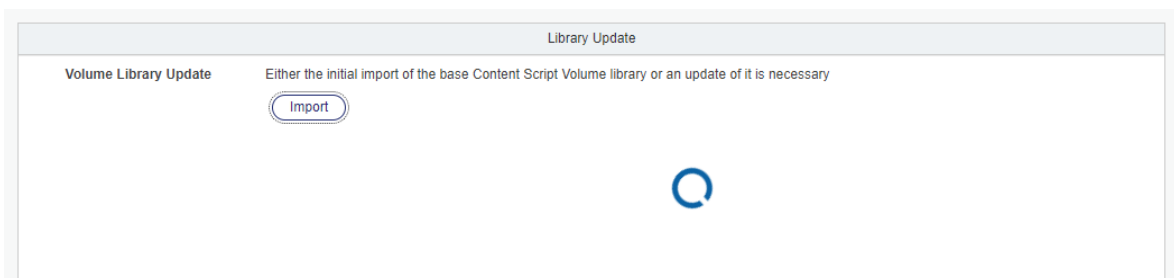 Library Update
Volume Library Update Either the initial import of the base Content Script Volume library or an update of it is necessary
Import